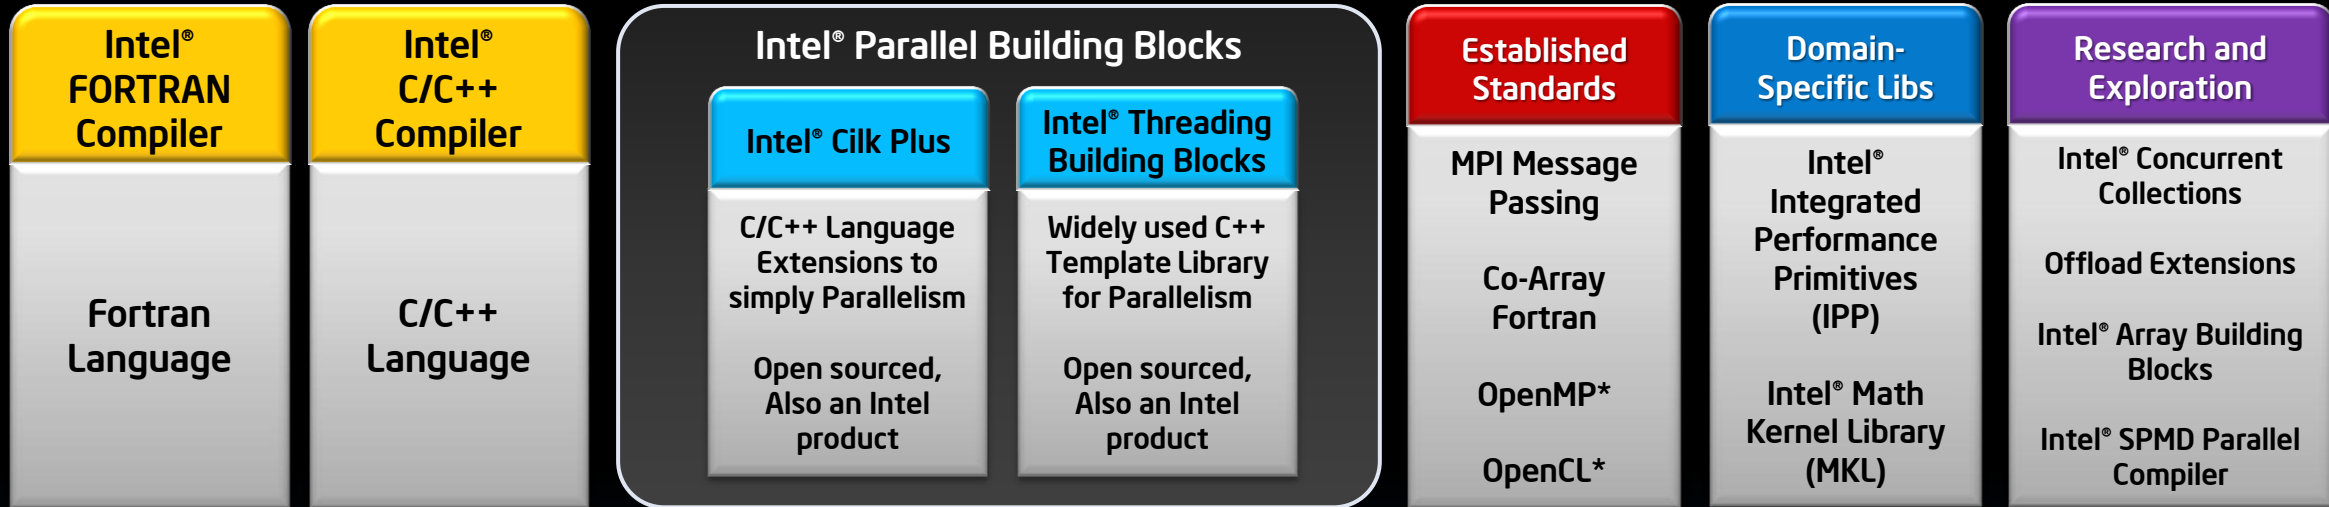 Intel®
FORTRAN
Compiler
Fortran
Language
Intel®
C/C++
Compiler
C/C++
Language
Intel® Parallel Building Blocks
Intel® Cilk Plus
C/C++ Language
Extensions to
simply Parallelism
Open sourced,
Also an Intel
product
Intel® Threading
Building Blocks
Widely used C++
Template Library
for Parallelism
Open sourced,
Also an Intel
product
Established
Standards
MPI Message
Passing
Co-Array
Fortran
OpenMP*
OpenCL*
Domain-
Specific Libs
Intel®
Integrated
Performance
Primitives
(IPP)
Intel® Math
Kernel Library
(MKL)
Research and
Exploration
Intel® Concurrent
Collections
Offload Extensions
Intel® Array Building
Blocks
Intel® SPMD Parallel
Compiler